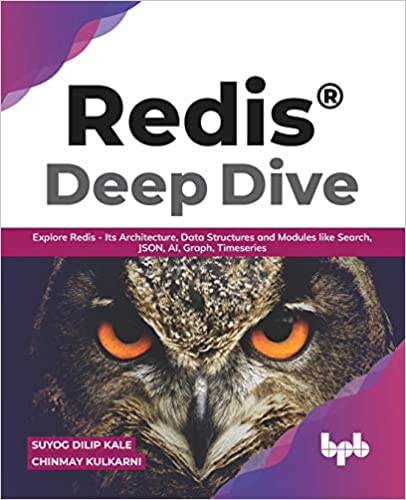 Redis®
Deep Dive
Explore Redis - Its Architecture, Data Structures and Modules like Search,
JSON, AI, Graph, Timeseries
SUYOG DILIP KALE
CHINMAY KULKARNI
bpb